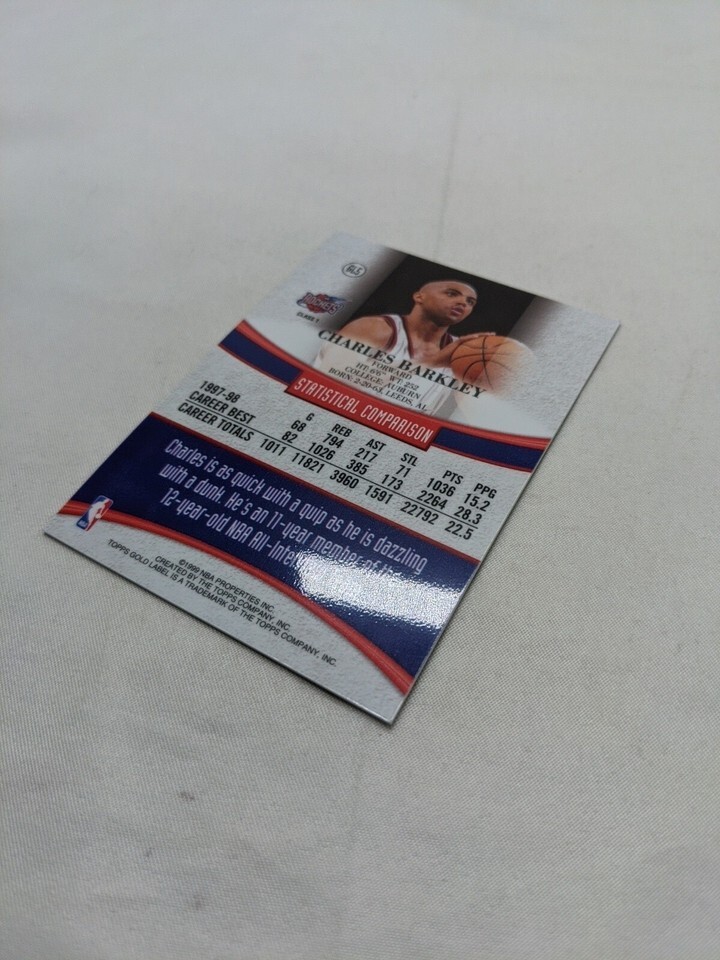 GL5
ROCKETS
CLASS 1
CHARLES BARKLEY
FORWARD
HT: 6'6" WT: 252
COLLEGE: AUBURN
BORN: 2-20-63, LEEDS, AL
STATISTICAL COMPARISON
G REB AST STL PTS PPG
1997-98 68 794 217 71 1036 15.2
CAREER BEST 82 1026 385 173 2264 28.3
CAREER TOTALS 1011 11821 3960 1591 22792 22.5
Charles is as quick with a quip as he is dazzling
with a dunk. He's an 11-year member of the
12-year-old NBA All-Inter
©1999 NBA PROPERTIES INC.
CREATED BY THE TOPPS COMPANY, INC.
TOPPS GOLD LABEL IS A TRADEMARK OF THE TOPPS COMPANY, INC.